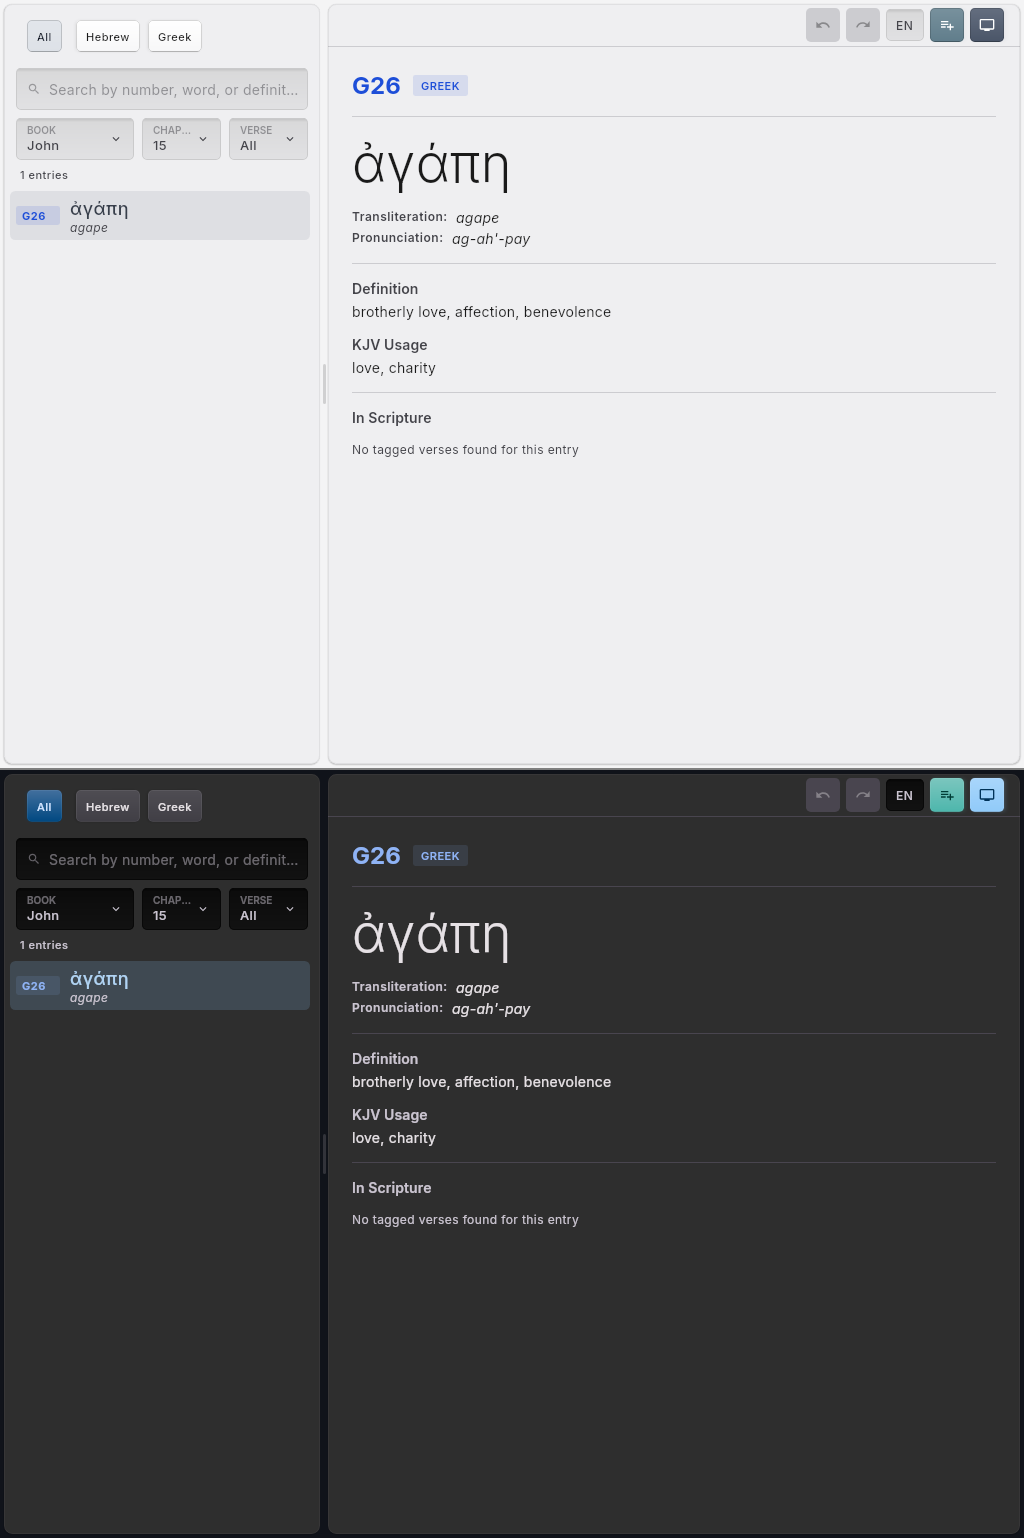 All Hebrew Greek
Search by number, word, or definit...
BOOK CHAP... VERSE
John 15 All
1 entries
G26 ἀγάπη
agape
EN
G26 GREEK
ἀγάπη
Transliteration: agape
Pronunciation: ag-ah'-pay
Definition
brotherly love, affection, benevolence
KJV Usage
love, charity
In Scripture
No tagged verses found for this entry
All Hebrew Greek
Search by number, word, or definit...
BOOK CHAP... VERSE
John 15 All
1 entries
G26 ἀγάπη
agape
EN
G26 GREEK
ἀγάπη
Transliteration: agape
Pronunciation: ag-ah'-pay
Definition
brotherly love, affection, benevolence
KJV Usage
love, charity
In Scripture
No tagged verses found for this entry